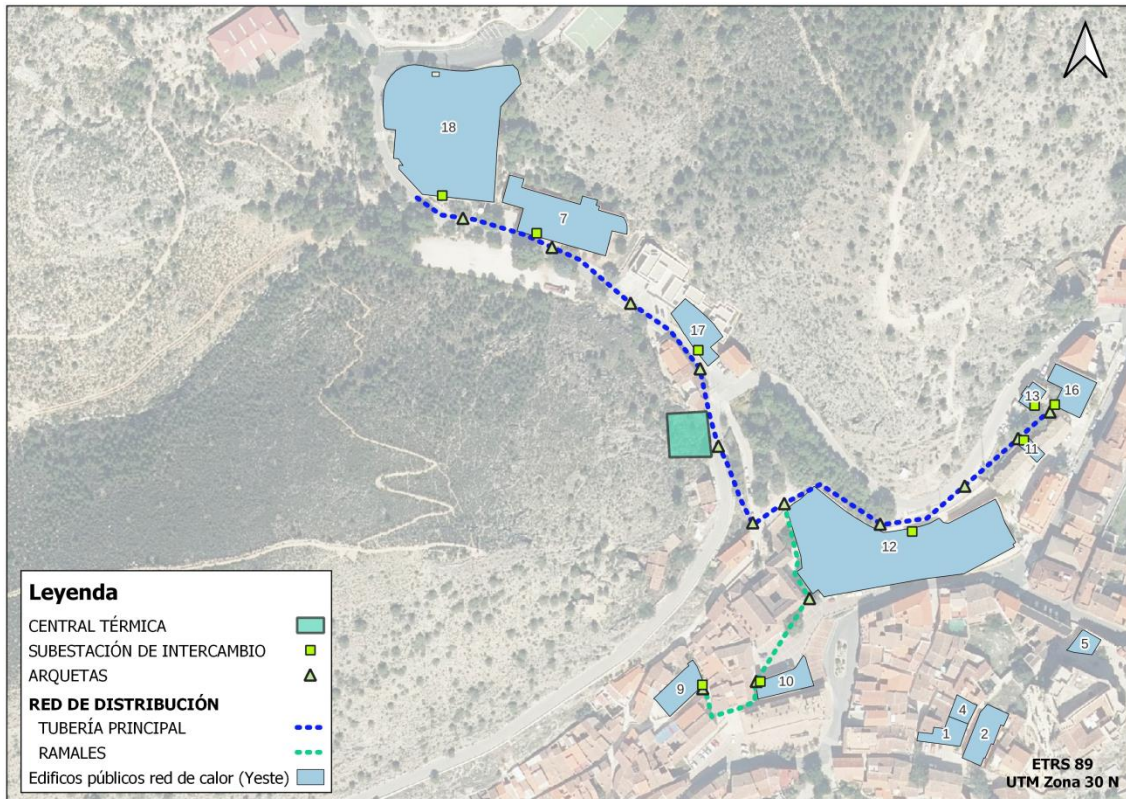 18
7
17
13
16
11
12
9
10
5
4
1
2
Leyenda
CENTRAL TÉRMICA
SUBESTACIÓN DE INTERCAMBIO
ARQUETAS
RED DE DISTRIBUCIÓN
TUBERÍA PRINCIPAL
RAMALES
Edificos públicos red de calor (Yeste)
ETRS 89
UTM Zona 30 N